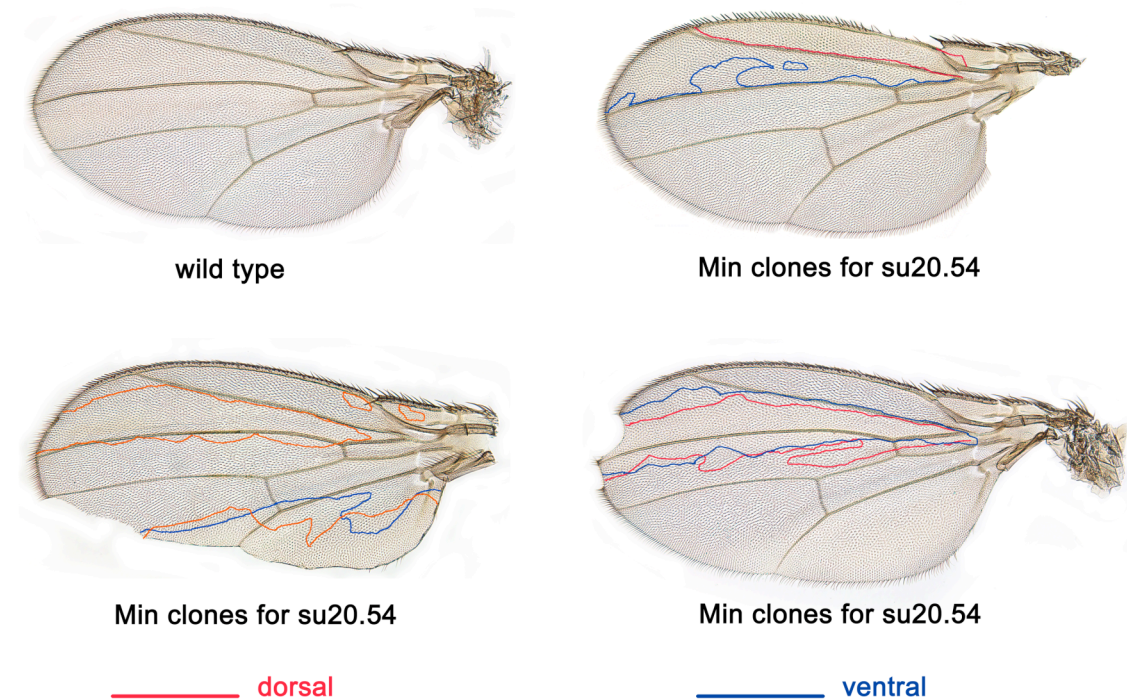 wild type
Min clones for su20.54
Min clones for su20.54
Min clones for su20.54
dorsal
ventral